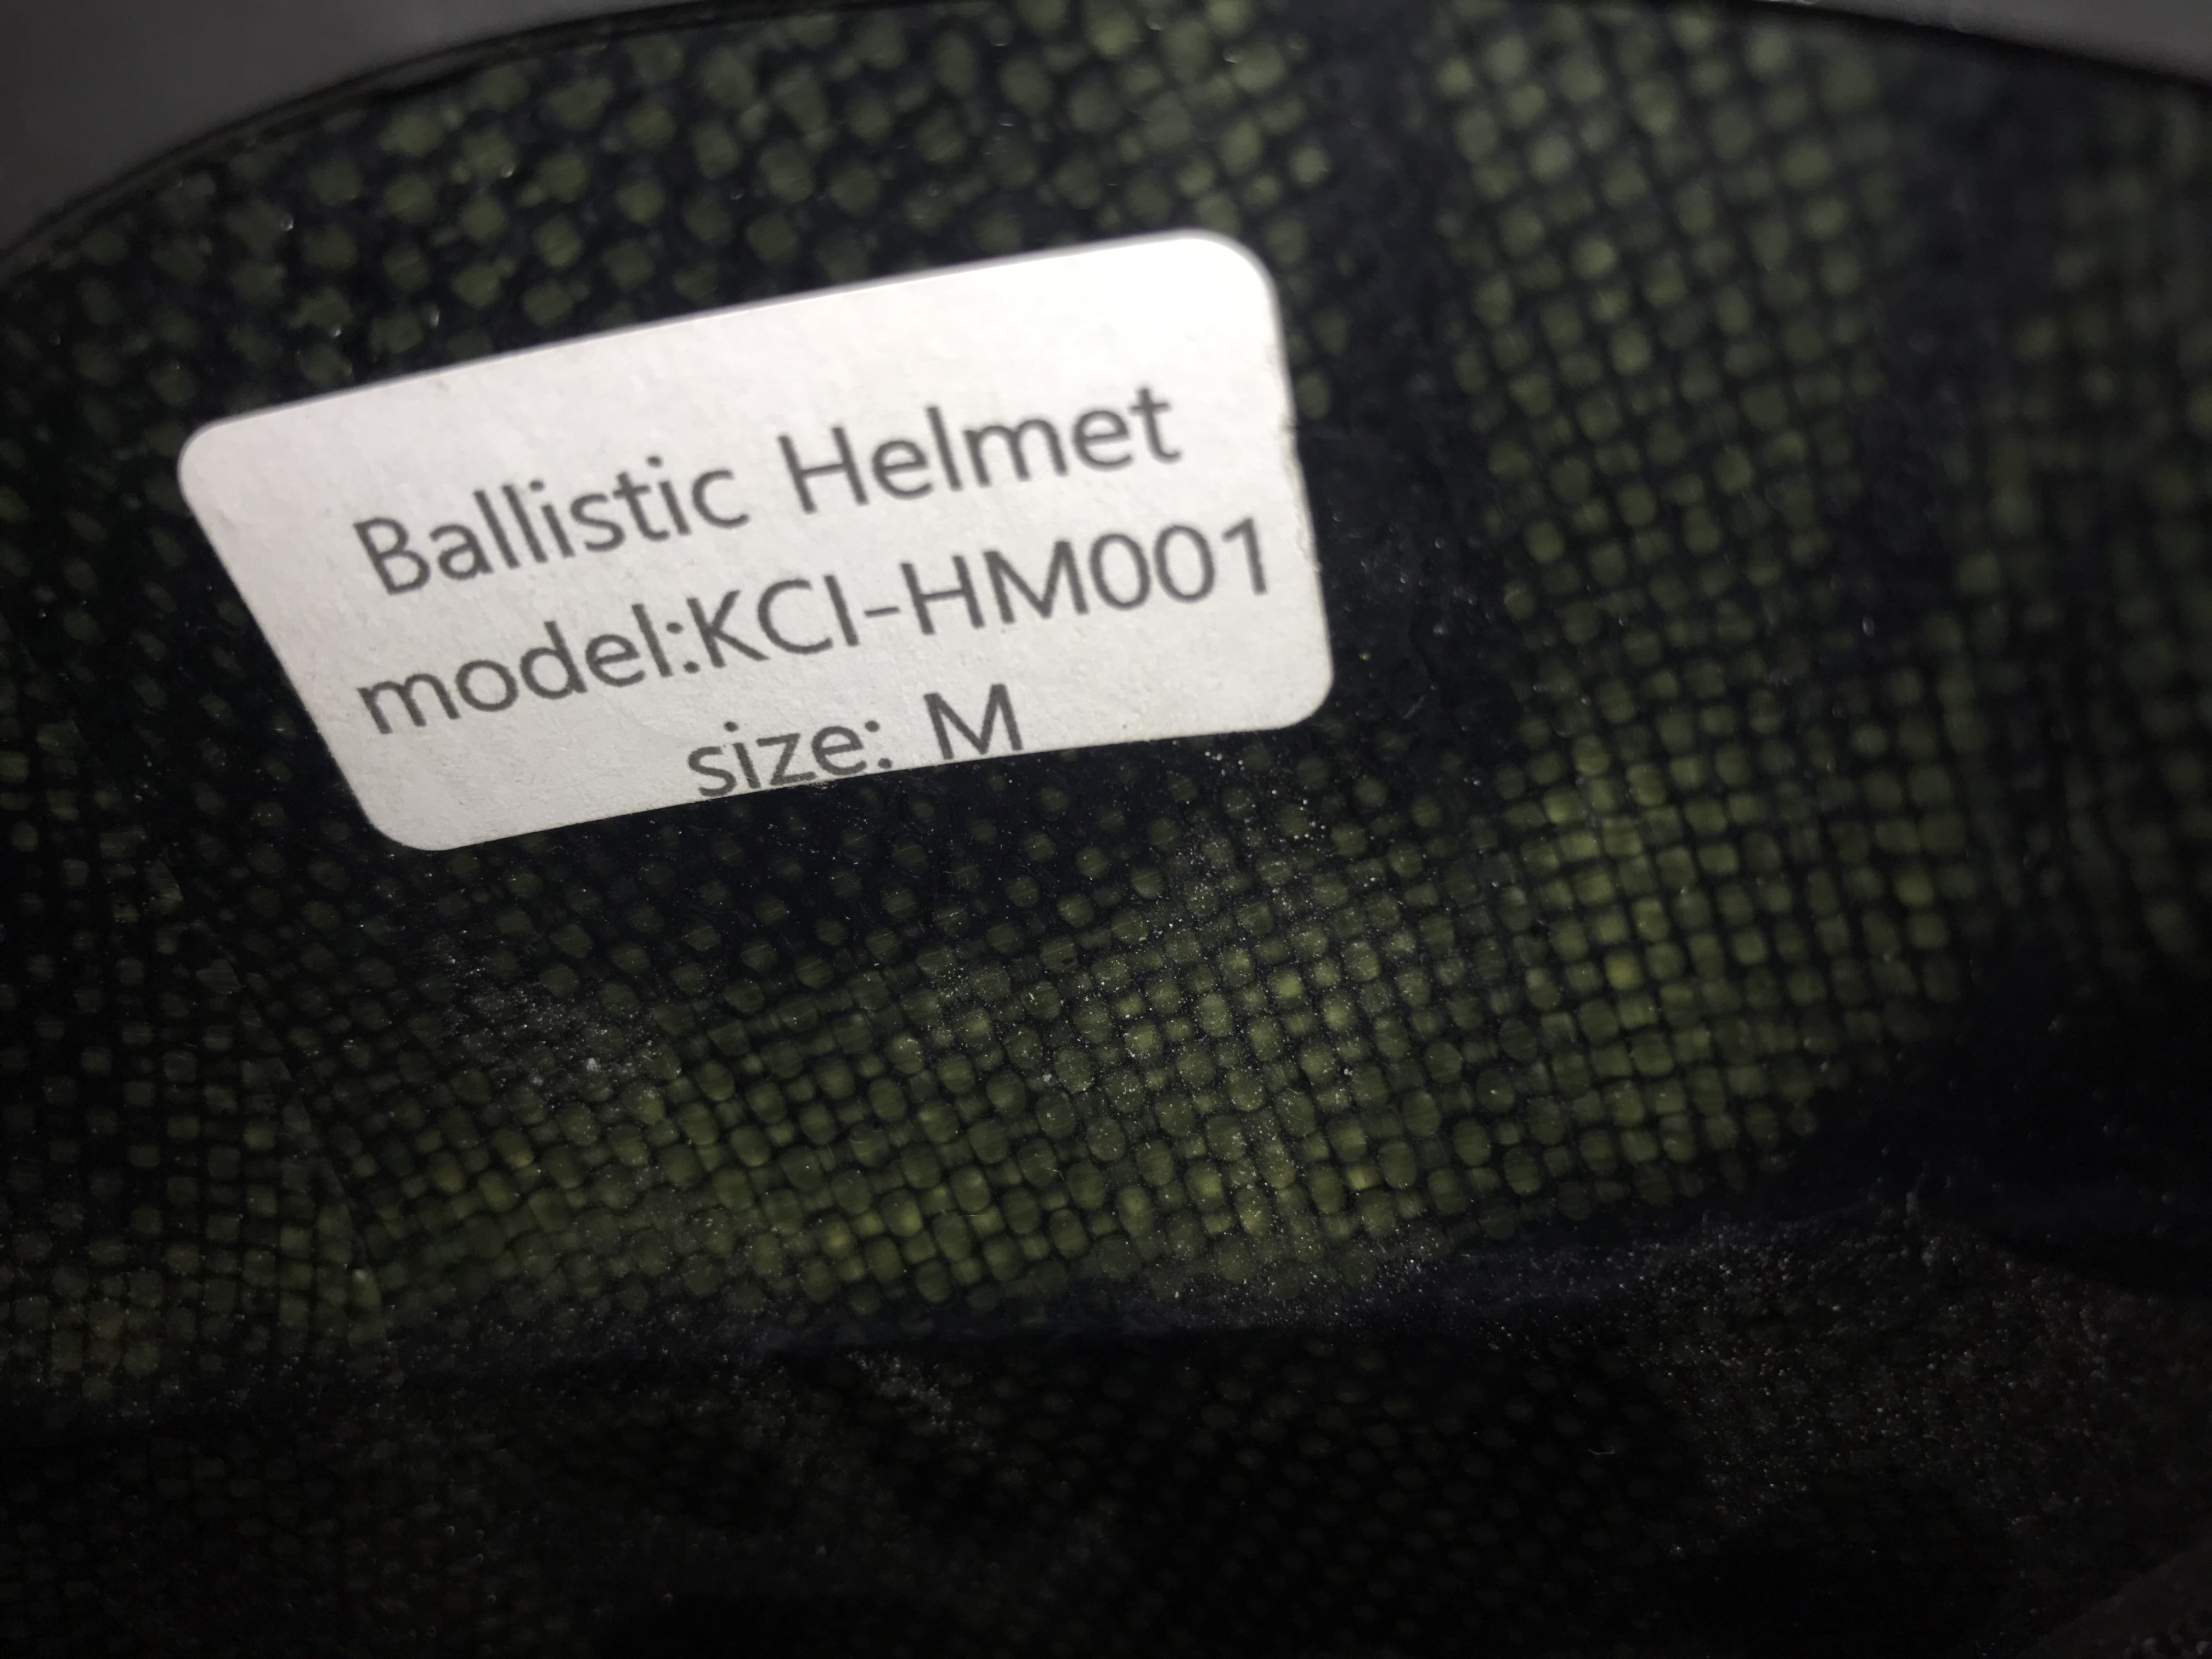 Ballistic Helmet
model:KCI-HM001
size: M